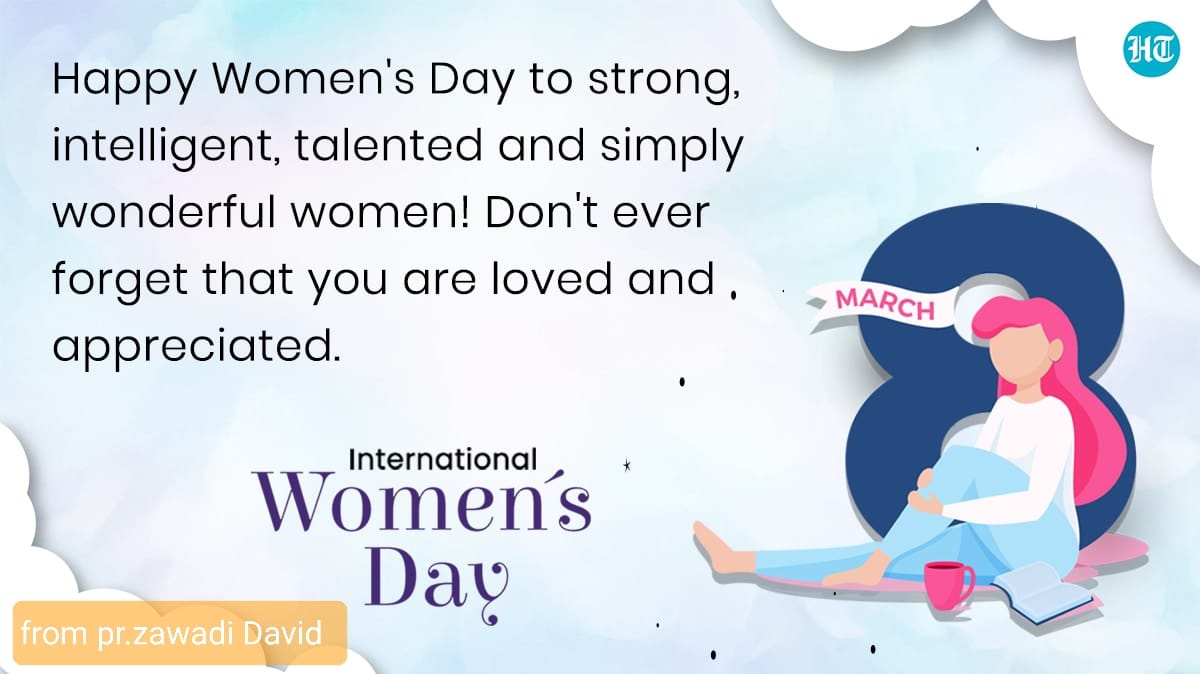 HT
Happy Women's Day to strong,
intelligent, talented and simply
wonderful women! Don't ever
forget that you are loved and
appreciated.
MARCH
8
International
Women's
Day
from pr.zawadi David